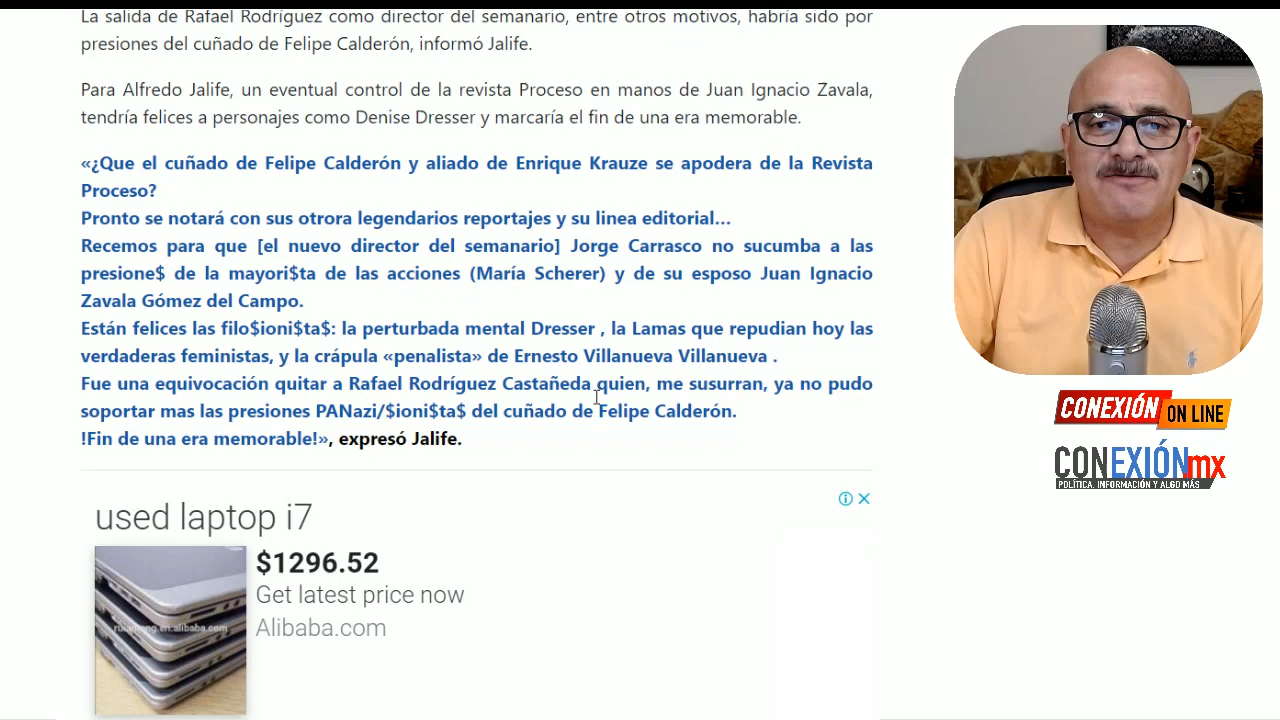 La salida de Rafael Rodríguez como director del semanario, entre otros motivos, habría sido por
presiones del cuñado de Felipe Calderón, informó Jalife.
Para Alfredo Jalife, un eventual control de la revista Proceso en manos de Juan Ignacio Zavala,
tendría felices a personajes como Denise Dresser y marcaría el fin de una era memorable.
«¿Que el cuñado de Felipe Calderón y aliado de Enrique Krauze se apodera de la Revista
Proceso?
Pronto se notará con sus otrora legendarios reportajes y su linea editorial…
Recemos para que [el nuevo director del semanario] Jorge Carrasco no sucumba a las
presione$ de la mayori$ta de las acciones (María Scherer) y de su esposo Juan Ignacio
Zavala Gómez del Campo.
Están felices las filo$ioni$ta$: la perturbada mental Dresser , la Lamas que repudian hoy las
verdaderas feministas, y la crápula «penalista» de Ernesto Villanueva Villanueva .
Fue una equivocación quitar a Rafael Rodríguez Castañeda quien, me susurran, ya no pudo
soportar mas las presiones PANazi/$ioni$ta$ del cuñado de Felipe Calderón.
!Fin de una era memorable!», expresó Jalife.
used laptop i7
$1296.52
Get latest price now
Alibaba.com
CONEXIÓN ON LINE
CONEXIÓNmx
POLÍTICA, INFORMACIÓN Y ALGO MÁS